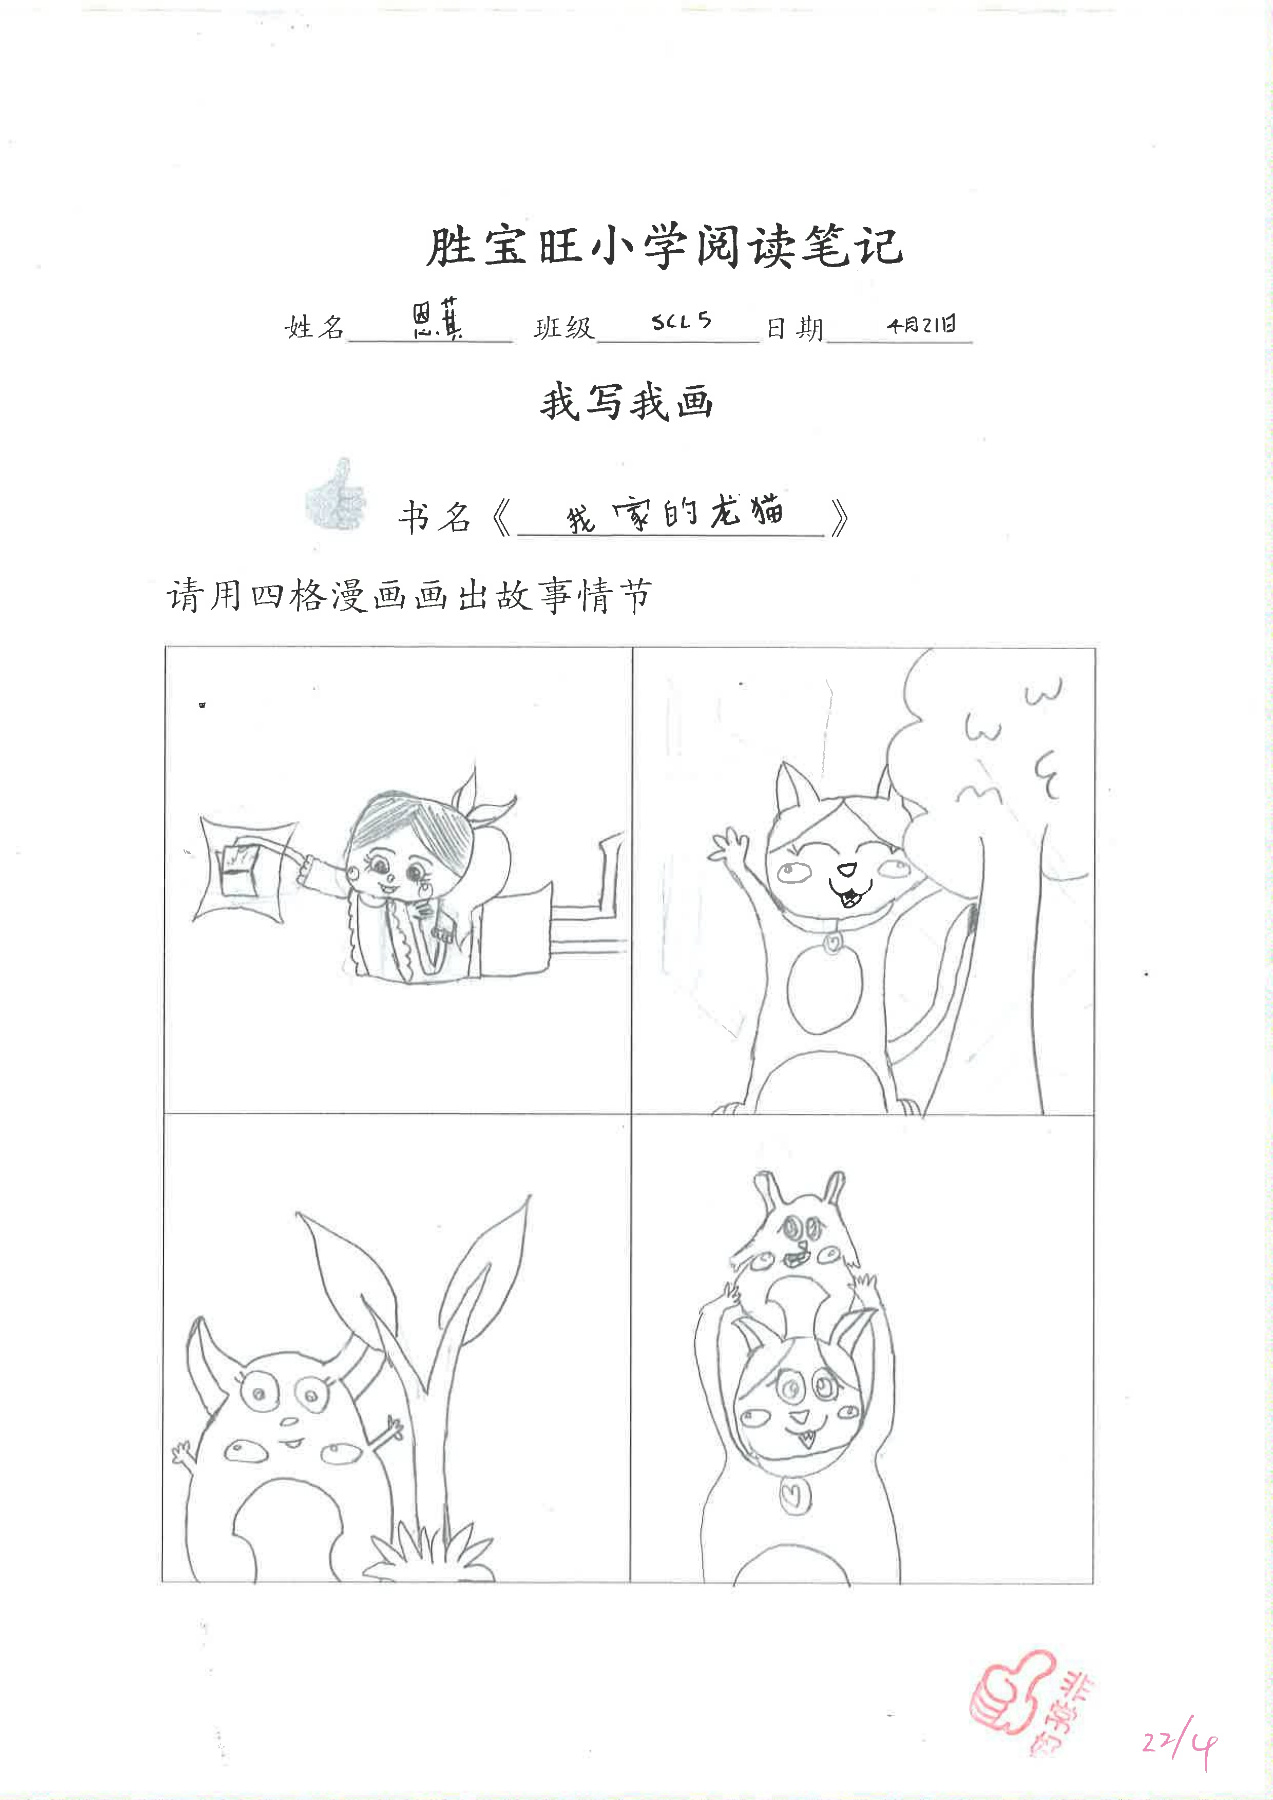 胜宝旺小学阅读笔记
姓名 恩萁 班级 SCL5 日期 4月21日
我写我画
书名《我家的龙猫》
请用四格漫画画出故事情节
非常好
22/4